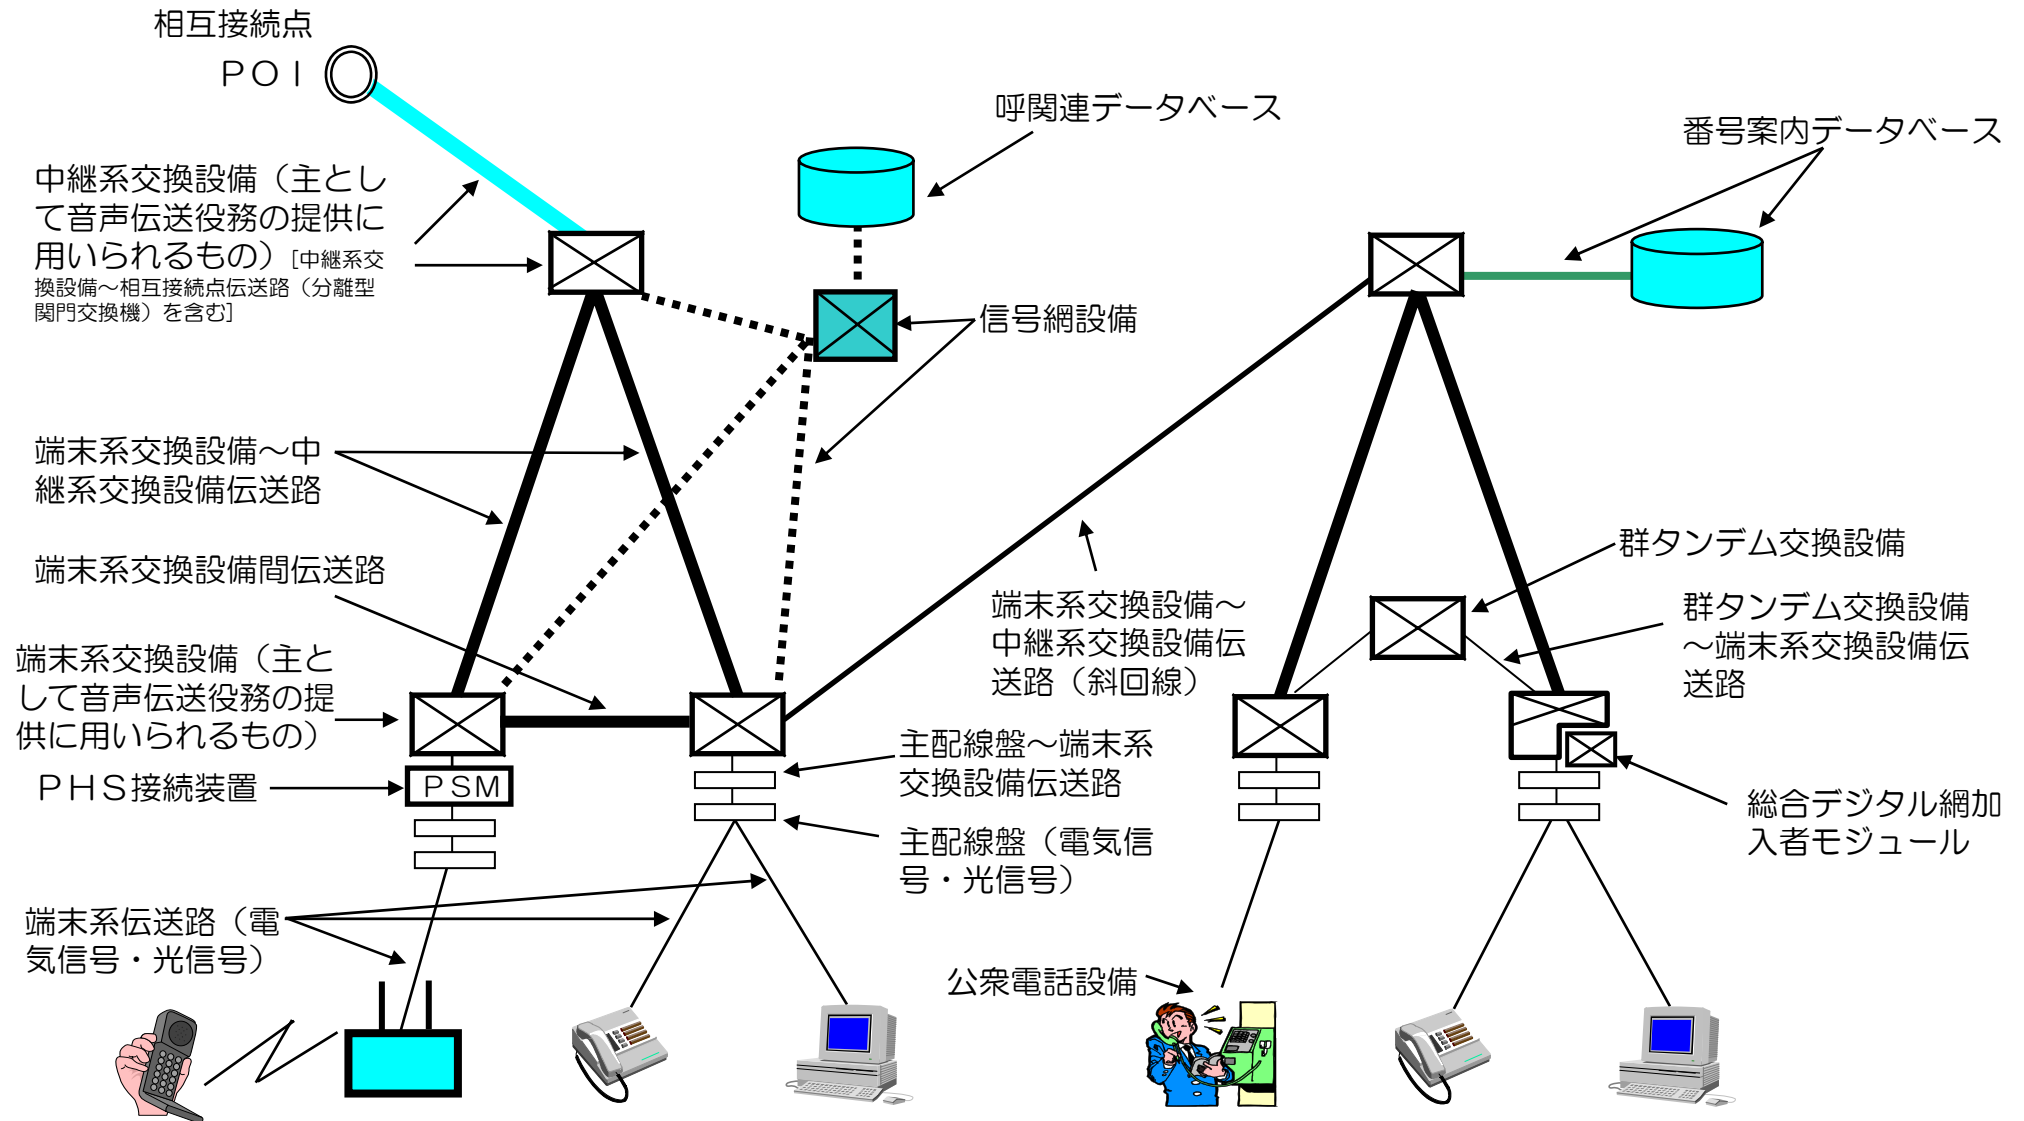 相互接続点
ＰＯＩ
呼関連データベース
番号案内データベース
中継系交換設備（主とし
て音声伝送役務の提供に
用いられるもの）[中継系交
換設備～相互接続点伝送路（分離型
関門交換機）を含む]
信号網設備
端末系交換設備～中
継系交換設備伝送路
端末系交換設備間伝送路
群タンデム交換設備
端末系交換設備～
中継系交換設備伝
送路（斜回線）
群タンデム交換設備
～端末系交換設備伝
送路
端末系交換設備（主と
して音声伝送役務の提
供に用いられるもの）
主配線盤～端末系
交換設備伝送路
ＰＨＳ接続装置
ＰＳＭ
総合デジタル網加
入者モジュール
主配線盤（電気信
号・光信号）
端末系伝送路（電
気信号・光信号）
公衆電話設備